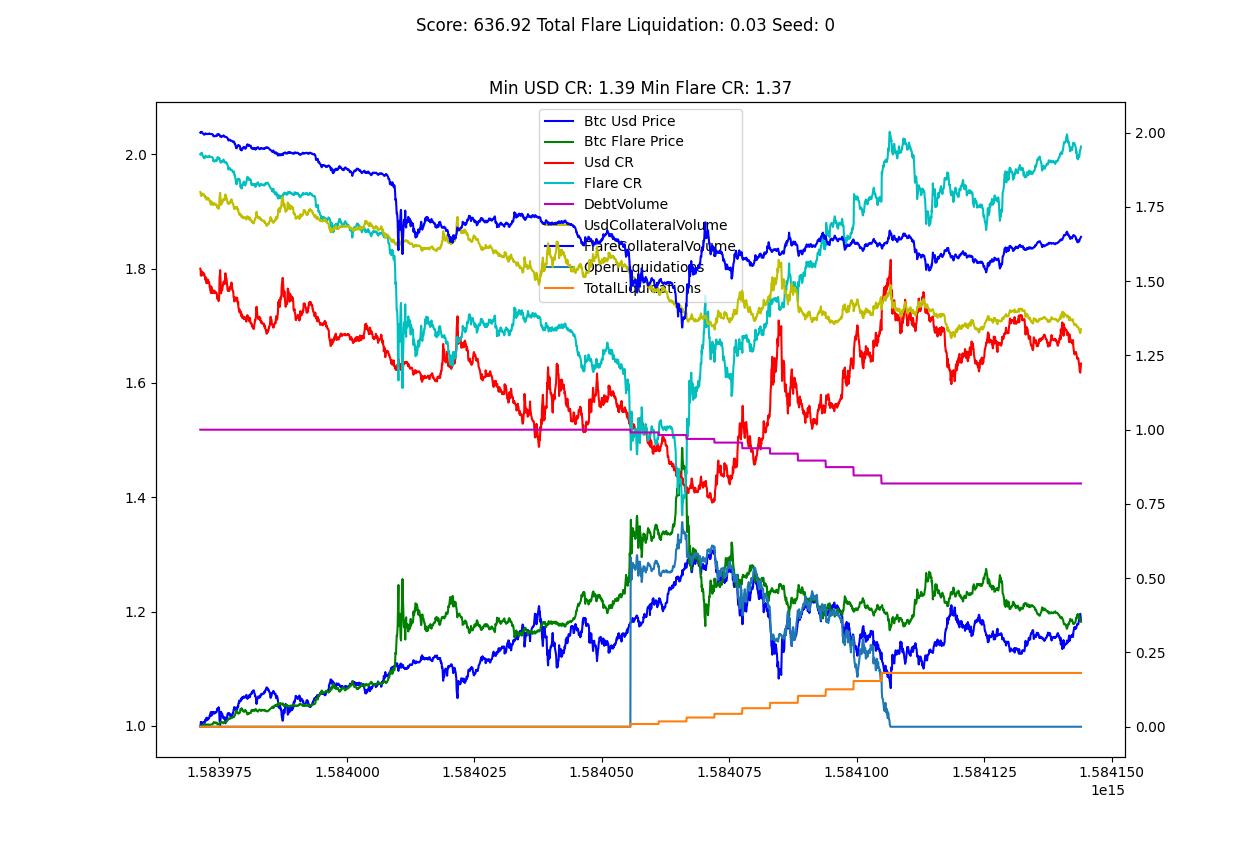 Score: 636.92 Total Flare Liquidation: 0.03 Seed: 0
Min USD CR: 1.39 Min Flare CR: 1.37
Btc Usd Price
Btc Flare Price
Usd CR
Flare CR
DebtVolume
UsdCollateralVolume
FlareCollateralVolume
OpenLiquidations
TotalLiquidations
2.0
1.8
1.6
1.4
1.2
1.0
2.00
1.75
1.50
1.25
1.00
0.75
0.50
0.25
0.00
1.583975 1.584000 1.584025 1.584050 1.584075 1.584100 1.584125 1.584150
1e15